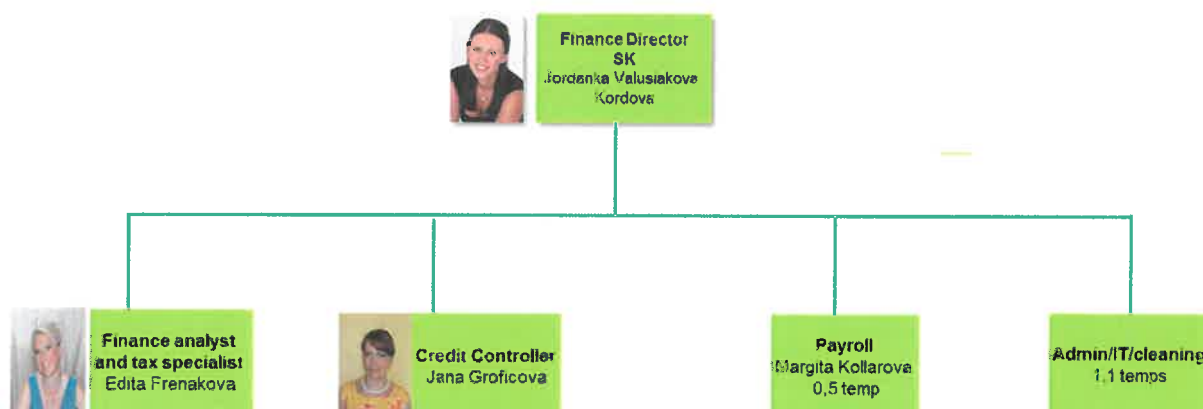 Finance Director
SK
Jordanka Valusiakova
Kordova
Finance analyst
and tax specialist
Edita Frenakova
Credit Controller
Jana Groficova
Payroll
Margita Kollarova
0,5 temp
Admin/IT/cleaning
1,1 temps